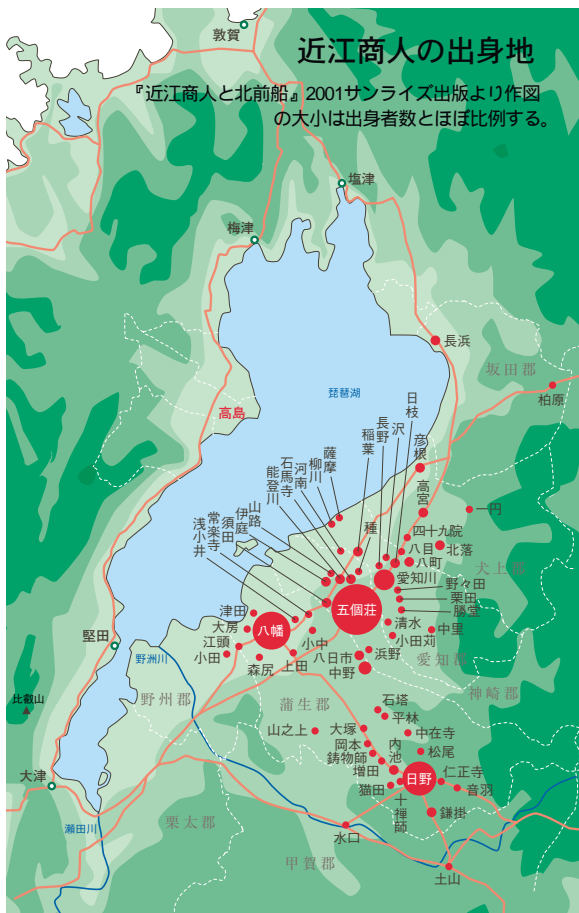 敦賀
近江商人の出身地
『近江商人と北前船』2001サンライズ出版より作図
の大小は出身者数とほぼ比例する。
塩津
梅津
長浜
坂田郡
柏原
琵琶湖
高島
日枝
沢
長野
稲葉
彦根
薩摩
柳川
河南
石馬寺
能登川
高宮
一円
山路
伊庭
須田
常楽寺
浅小井
種
四十九院
八目
北落
八町
犬上郡
愛知川
野々田
栗田
勝堂
五個荘
津田
八幡
大房
清水
中里
小田苅
江頭
小中
小田
堅田
野洲川
森尻
上田
八日市
浜野
愛知郡
中野
比叡山
野州郡
蒲生郡
神崎郡
石塔
平林
山之上
大塚
中在寺
岡本
内池
松尾
鋳物師
大津
増田
日野
仁正寺
猫田
音羽
十禅師
鎌掛
瀬田川
栗太郡
水口
甲賀郡
土山